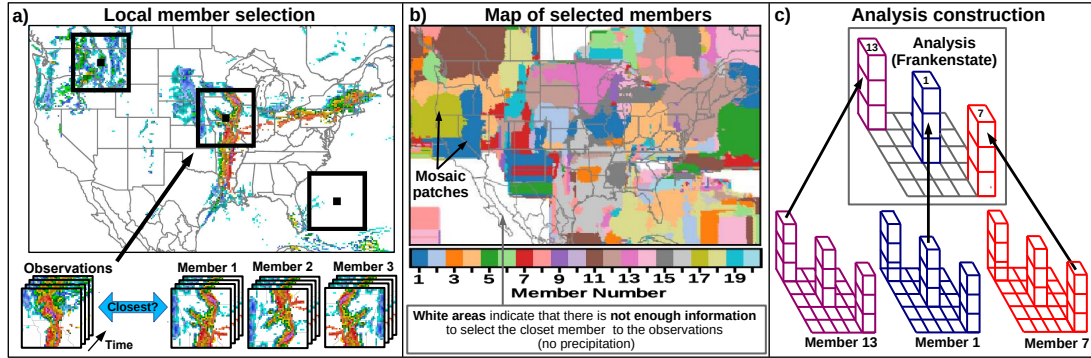 a) Local member selection
Observations
Closest?
Time
Member 1
Member 2
Member 3
b) Map of selected members
Mosaic
patches
1 3 5 7 9 11 13 15 17 19
Member Number
White areas indicate that there is not enough information
to select the closet member to the observations
(no precipitation)
c) Analysis construction
Analysis
(Frankenstate)
13
1
7
Member 13
Member 1
Member 7